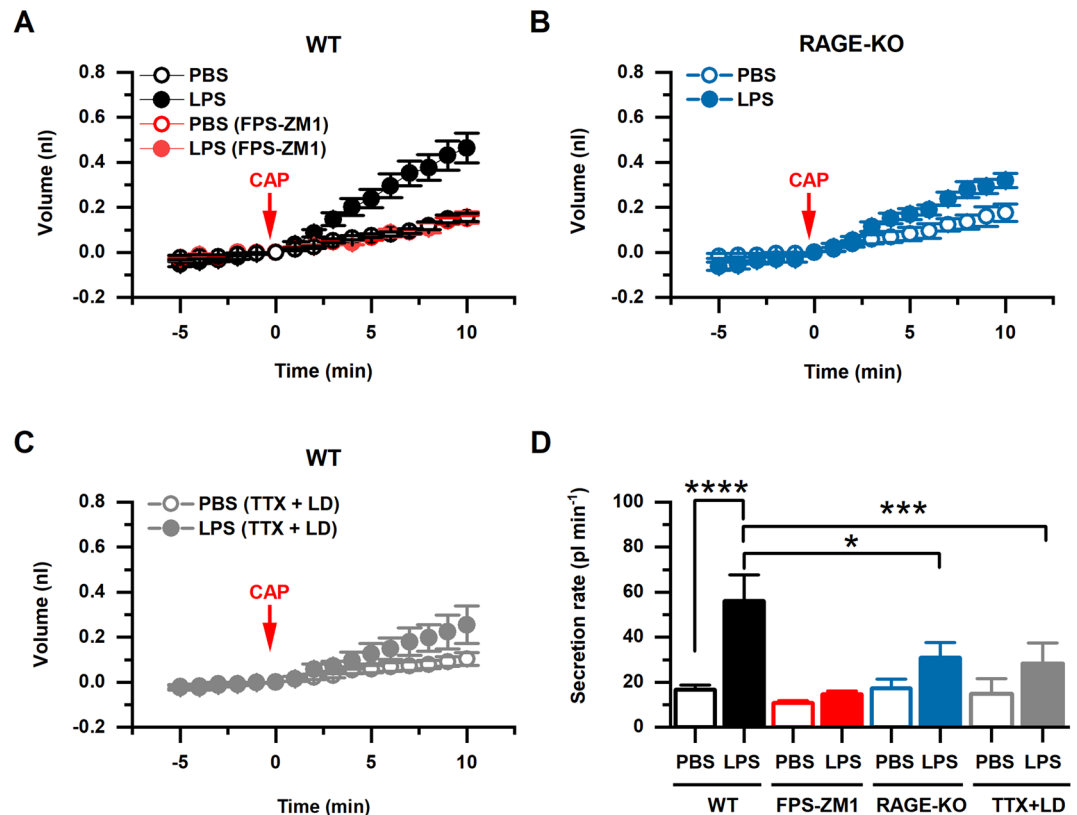 A
WT
PBS
LPS
PBS (FPS-ZM1)
LPS (FPS-ZM1)
CAP
Volume (nl)
0.8
0.6
0.4
0.2
0.0
-0.2
-5 0 5 10
Time (min)
B
RAGE-KO
PBS
LPS
CAP
Volume (nl)
0.8
0.6
0.4
0.2
0.0
-0.2
-5 0 5 10
Time (min)
C
WT
PBS (TTX + LD)
LPS (TTX + LD)
CAP
Volume (nl)
0.8
0.6
0.4
0.2
0.0
-0.2
-5 0 5 10
Time (min)
D
****
***
*
Secretion rate (pl min⁻¹)
100
80
60
40
20
0
PBS LPS PBS LPS PBS LPS PBS LPS
WT FPS-ZM1 RAGE-KO TTX+LD